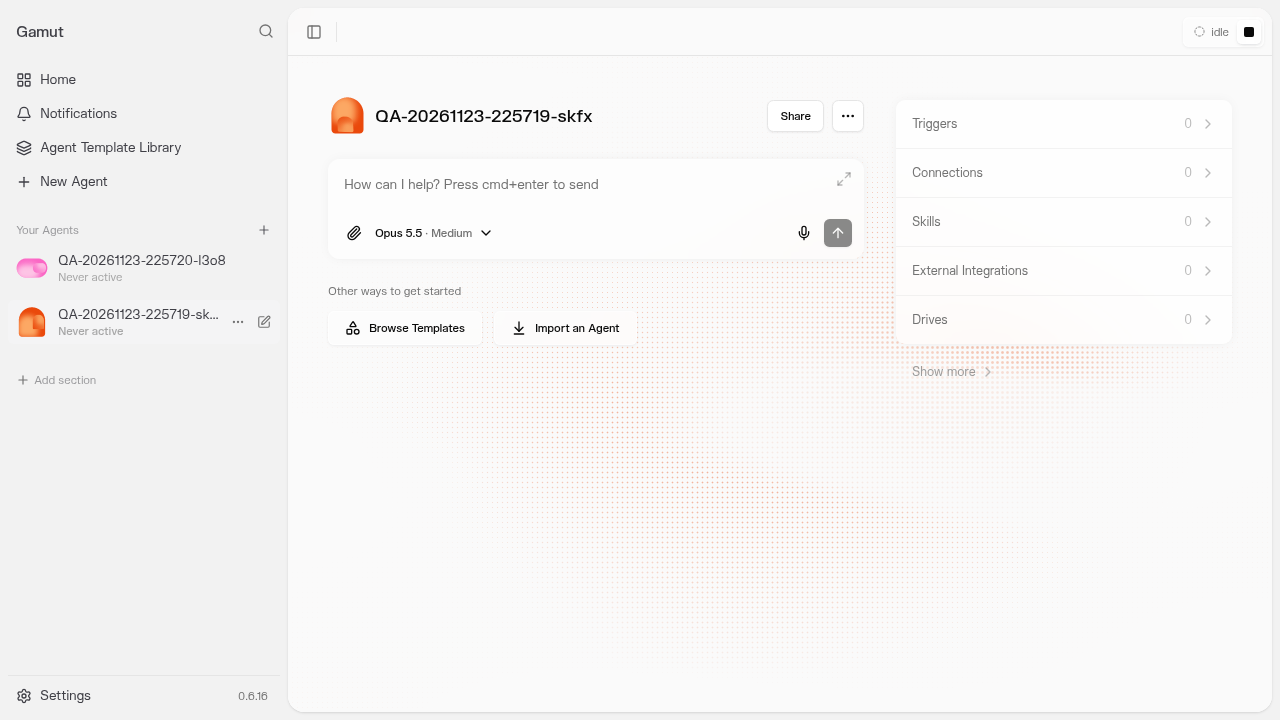 Gamut
Home
Notifications
Agent Template Library
New Agent
Your Agents
QA-20261123-225720-l3o8
Never active
QA-20261123-225719-sk...
Never active
Add section
Settings
0.6.16
idle
QA-20261123-225719-skfx
Share
How can I help? Press cmd+enter to send
Opus 5.5 · Medium
Other ways to get started
Browse Templates
Import an Agent
Triggers 0
Connections 0
Skills 0
External Integrations 0
Drives 0
Show more